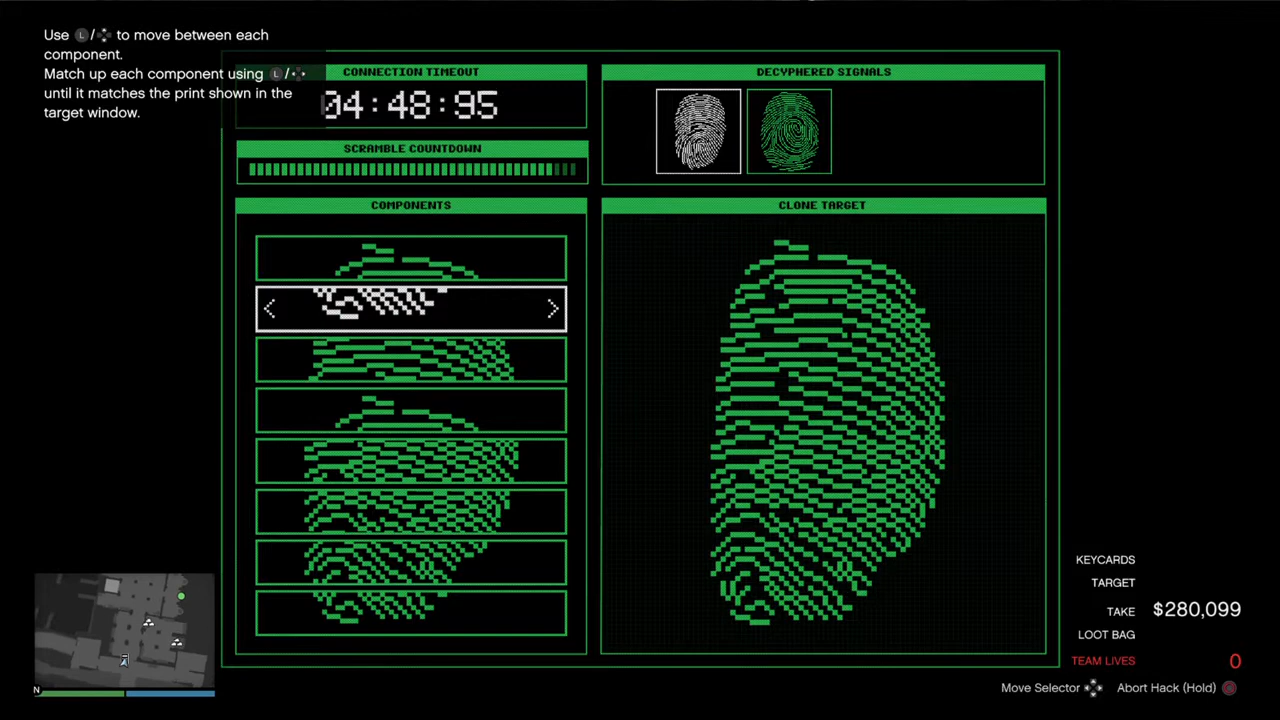 Use L/ to move between each
component.
Match up each component using L/
until it matches the print shown in the
target window.
CONNECTION TIMEOUT
04:48:95
SCRAMBLE COUNTDOWN
COMPONENTS
DECYPHERED SIGNALS
CLONE TARGET
KEYCARDS
TARGET
TAKE $280,099
LOOT BAG
TEAM LIVES 0
Move Selector Abort Hack (Hold)
N